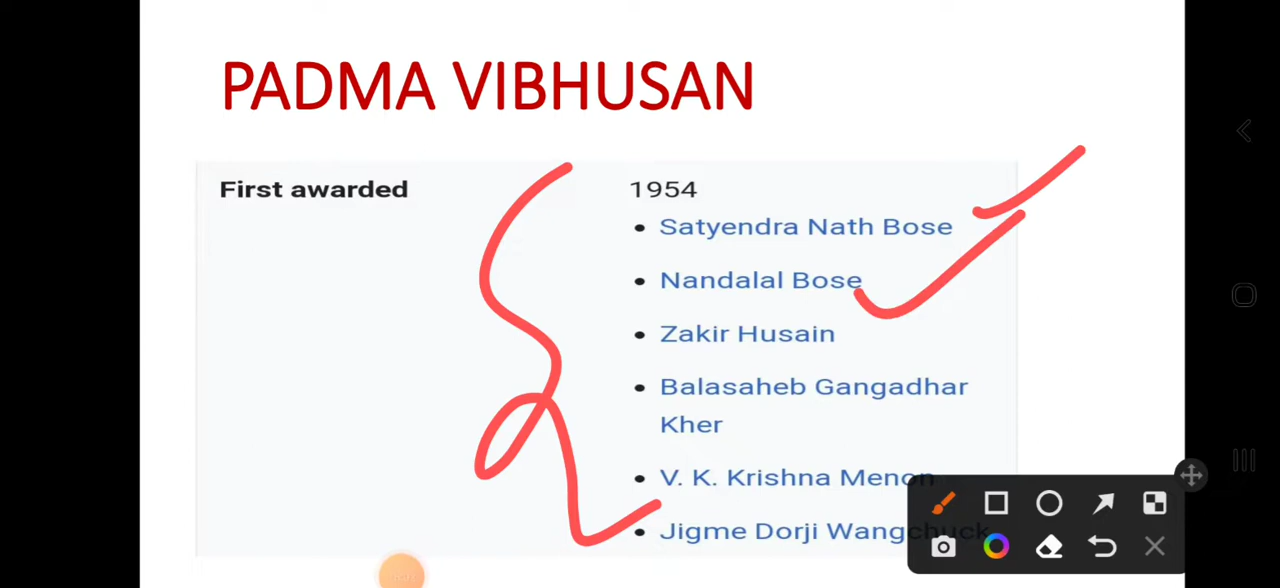 PADMA VIBHUSAN
First awarded 1954
Satyendra Nath Bose
Nandalal Bose
Zakir Husain
Balasaheb Gangadhar
Kher
V. K. Krishna Menon
Jigme Dorji Wangchuck